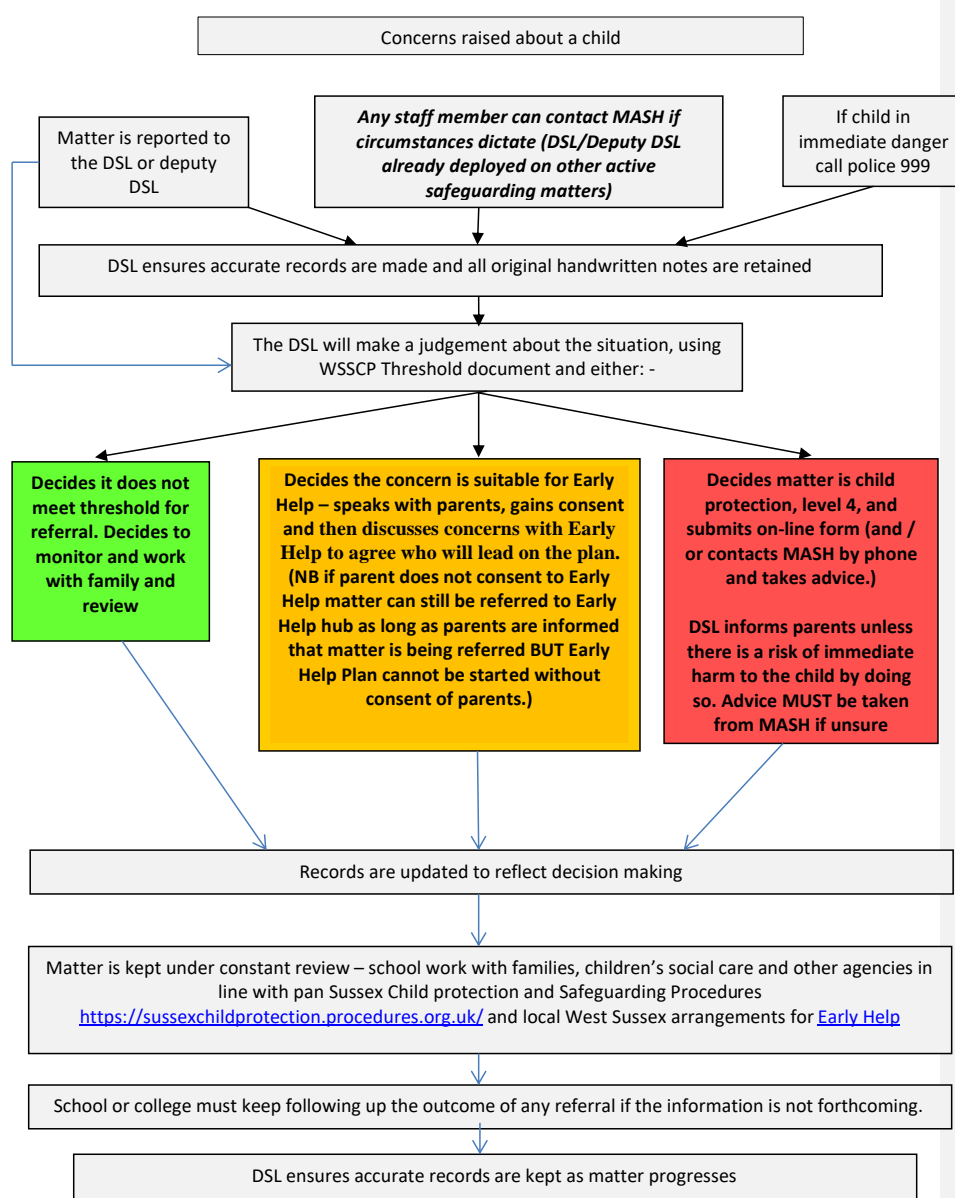 Concerns raised about a child
Matter is reported to
the DSL or deputy
DSL
Any staff member can contact MASH if
circumstances dictate (DSL/Deputy DSL
already deployed on other active
safeguarding matters)
If child in
immediate danger
call police 999
DSL ensures accurate records are made and all original handwritten notes are retained
The DSL will make a judgement about the situation, using
WSSCP Threshold document and either: -
Decides it does not
meet threshold for
referral. Decides to
monitor and work
with family and
review
Decides the concern is suitable for Early
Help – speaks with parents, gains consent
and then discusses concerns with Early
Help to agree who will lead on the plan.
(NB if parent does not consent to Early
Help matter can still be referred to Early
Help hub as long as parents are informed
that matter is being referred BUT Early
Help Plan cannot be started without
consent of parents.)
Decides matter is child
protection, level 4, and
submits on-line form (and /
or contacts MASH by phone
and takes advice.)
DSL informs parents unless
there is a risk of immediate
harm to the child by doing
so. Advice MUST be taken
from MASH if unsure
Records are updated to reflect decision making
Matter is kept under constant review – school work with families, children’s social care and other agencies in
line with pan Sussex Child protection and Safeguarding Procedures
https://sussexchildprotection.procedures.org.uk/ and local West Sussex arrangements for Early Help
School or college must keep following up the outcome of any referral if the information is not forthcoming.
DSL ensures accurate records are kept as matter progresses